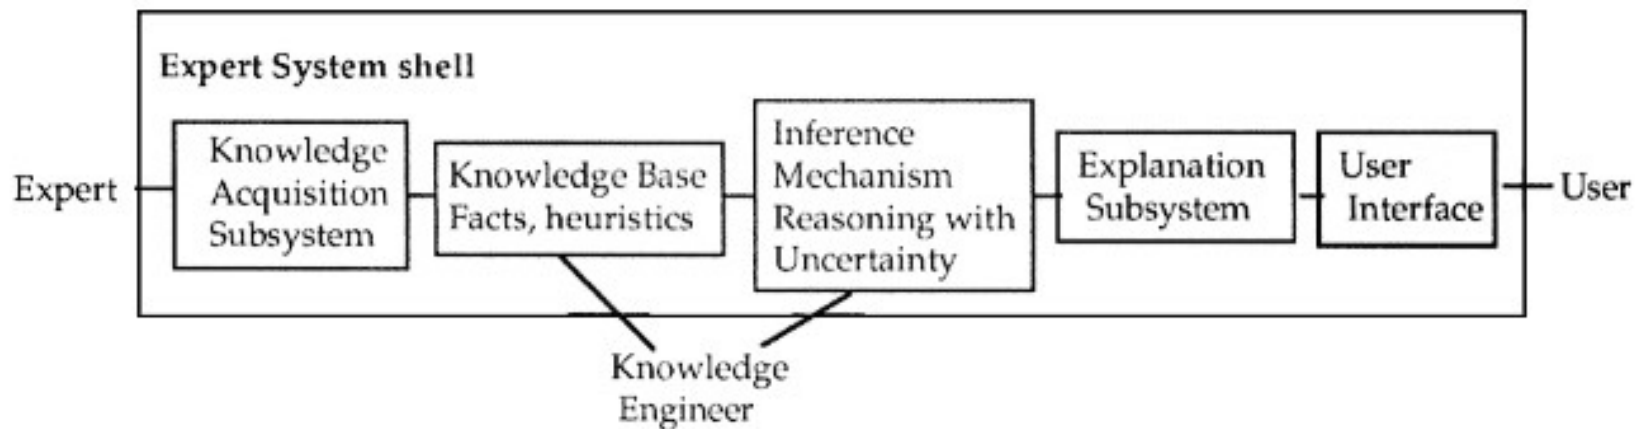 Expert System shell
Expert
Knowledge
Acquisition
Subsystem
Knowledge Base
Facts, heuristics
Inference
Mechanism
Reasoning with
Uncertainty
Explanation
Subsystem
User
Interface
User
Knowledge
Engineer